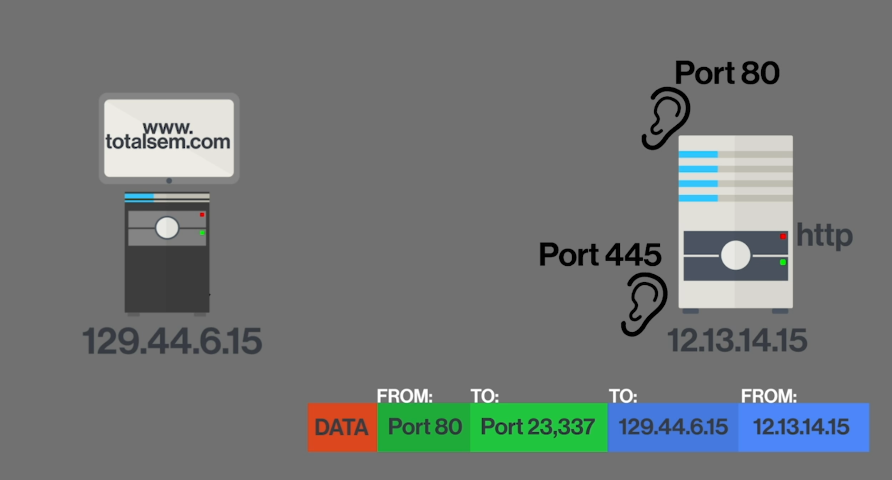 Port 80
www.
totalsem.com
http
Port 445
129.44.6.15
12.13.14.15
FROM: TO: TO: FROM:
DATA Port 80 Port 23,337 129.44.6.15 12.13.14.15